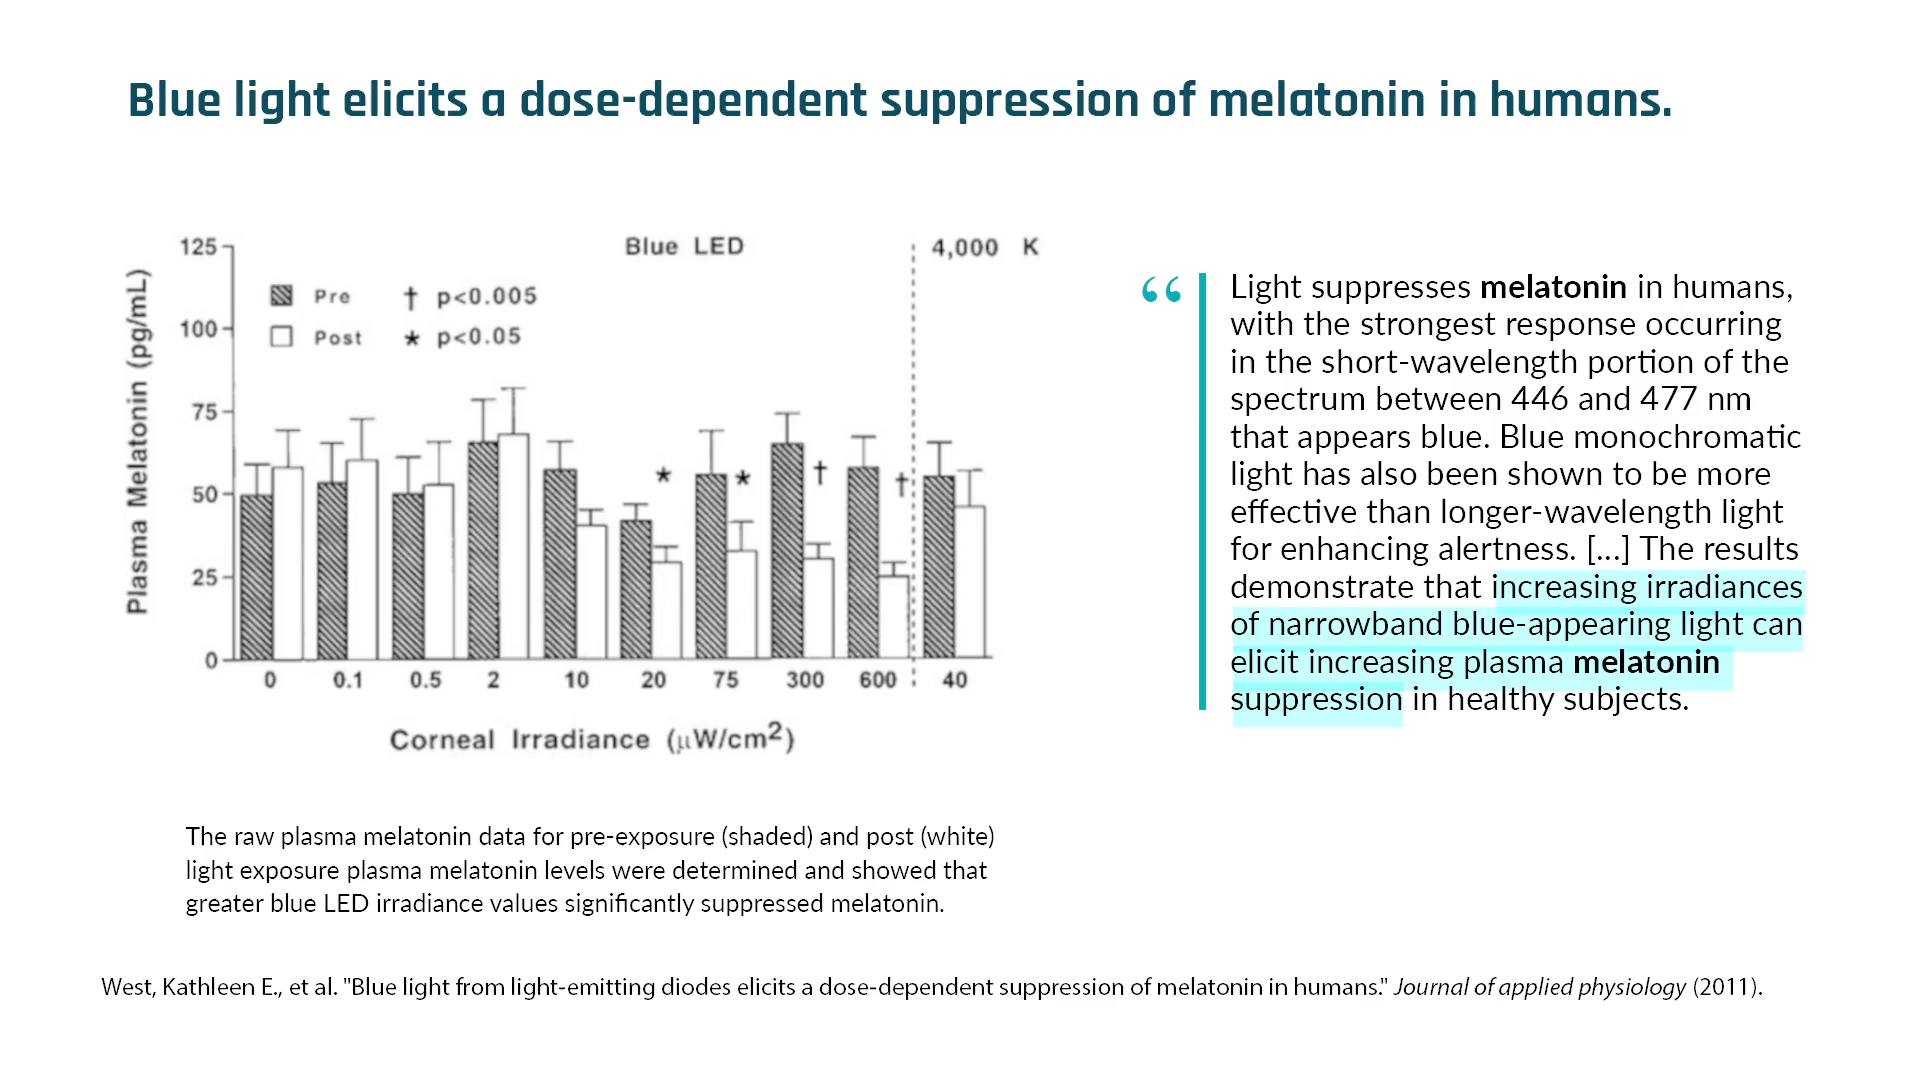 Blue light elicits a dose-dependent suppression of melatonin in humans.
Plasma Melatonin (pg/mL)
125
100
75
50
25
0
Blue LED
4,000 K
Pre † p<0.005
Post * p<0.05
* * † †
0 0.1 0.5 2 10 20 75 300 600 40
Corneal Irradiance (μW/cm²)
The raw plasma melatonin data for pre-exposure (shaded) and post (white)
light exposure plasma melatonin levels were determined and showed that
greater blue LED irradiance values significantly suppressed melatonin.
“
Light suppresses melatonin in humans,
with the strongest response occurring
in the short-wavelength portion of the
spectrum between 446 and 477 nm
that appears blue. Blue monochromatic
light has also been shown to be more
effective than longer-wavelength light
for enhancing alertness. [...] The results
demonstrate that increasing irradiances
of narrowband blue-appearing light can
elicit increasing plasma melatonin
suppression in healthy subjects.
West, Kathleen E., et al. "Blue light from light-emitting diodes elicits a dose-dependent suppression of melatonin in humans." Journal of applied physiology (2011).